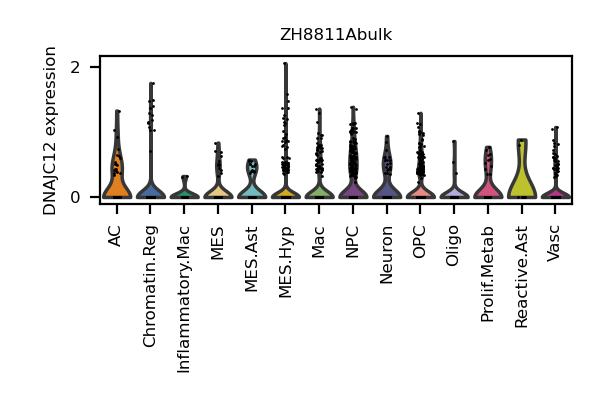 ZH8811Abulk
DNAJC12 expression
2
0
AC
Chromatin.Reg
Inflammatory.Mac
MES
MES.Ast
MES.Hyp
Mac
NPC
Neuron
OPC
Oligo
Prolif.Metab
Reactive.Ast
Vasc